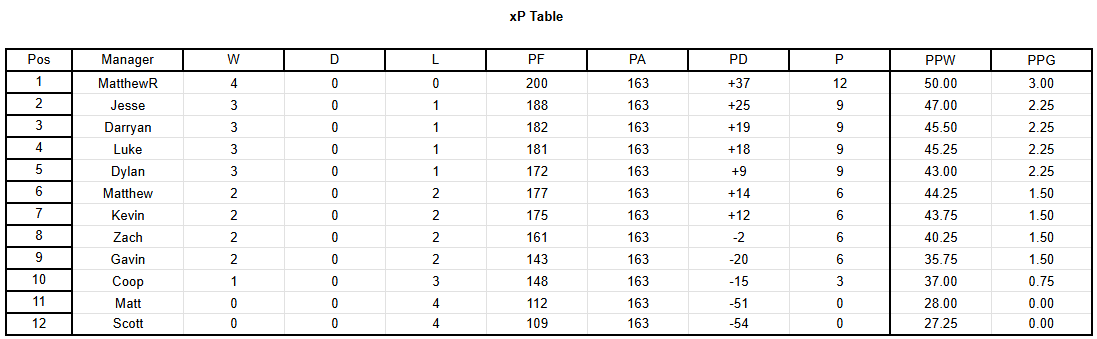 xP Table
Pos Manager W D L PF PA PD P PPW PPG
1 MatthewR 4 0 0 200 163 +37 12 50.00 3.00
2 Jesse 3 0 1 188 163 +25 9 47.00 2.25
3 Darryan 3 0 1 182 163 +19 9 45.50 2.25
4 Luke 3 0 1 181 163 +18 9 45.25 2.25
5 Dylan 3 0 1 172 163 +9 9 43.00 2.25
6 Matthew 2 0 2 177 163 +14 6 44.25 1.50
7 Kevin 2 0 2 175 163 +12 6 43.75 1.50
8 Zach 2 0 2 161 163 -2 6 40.25 1.50
9 Gavin 2 0 2 143 163 -20 6 35.75 1.50
10 Coop 1 0 3 148 163 -15 3 37.00 0.75
11 Matt 0 0 4 112 163 -51 0 28.00 0.00
12 Scott 0 0 4 109 163 -54 0 27.25 0.00